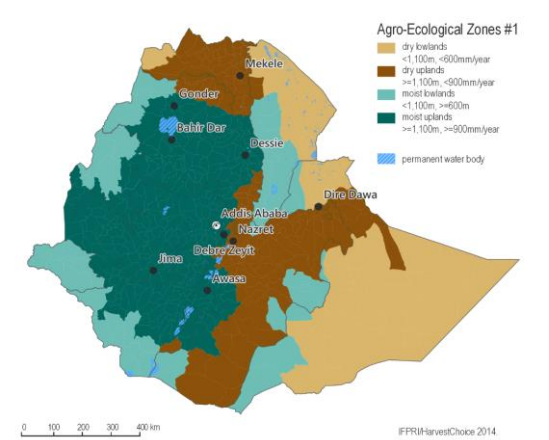 Agro-Ecological Zones #1
dry lowlands
<1,100m, <600mm/year
dry uplands
>=1,100m, <900mm/year
moist lowlands
<1,100m, >=600m
moist uplands
>=1,100m, >=900mm/year
permanent water body
Mekele
Gonder
Bahir Dar
Dessie
Dire Dawa
Addis Ababa
Nazret
Debre Zeyit
Jima
Awasa
0 100 200 300 400 km
IFPRI/HarvestChoice 2014